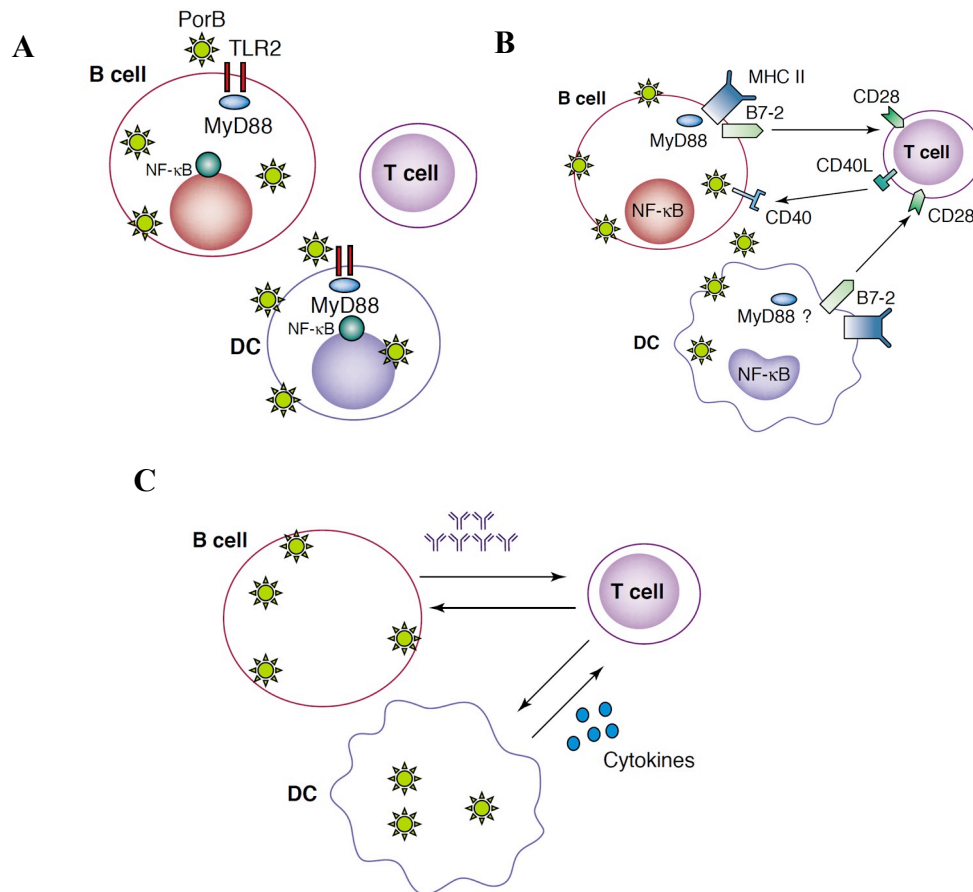 A
PorB
TLR2
B cell
MyD88
NF-κB
T cell
MyD88
NF-κB
DC
B
MHC II
B cell
B7-2
CD28
MyD88
T cell
CD40L
NF-κB
CD40
CD28
B7-2
MyD88 ?
DC
NF-κB
C
B cell
T cell
Cytokines
DC